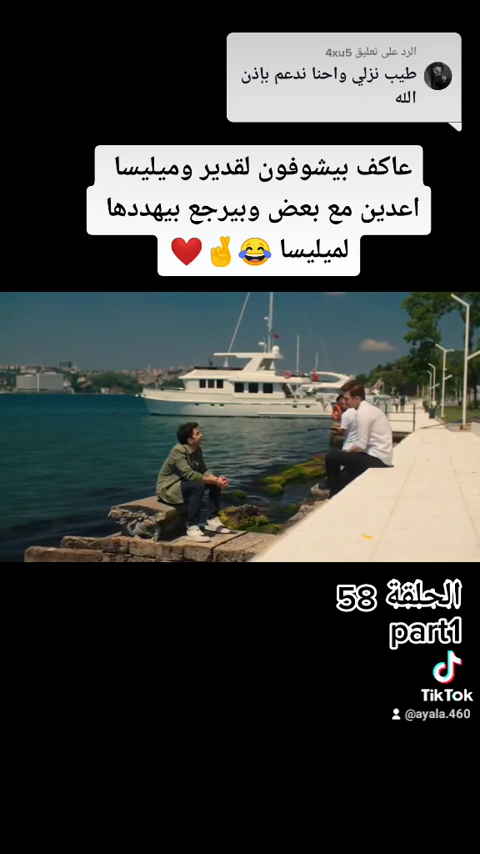 الرد على تعليق 4xu5
طيب نزلي واحنا ندعم بإذن
الله
عاكف بيشوفون لقدير وميليسا
اعدين مع بعض وبيرجع بيهددها
لميليسا 😂🤞❤️
الحلقة 58
part1
TikTok
@ayala.460